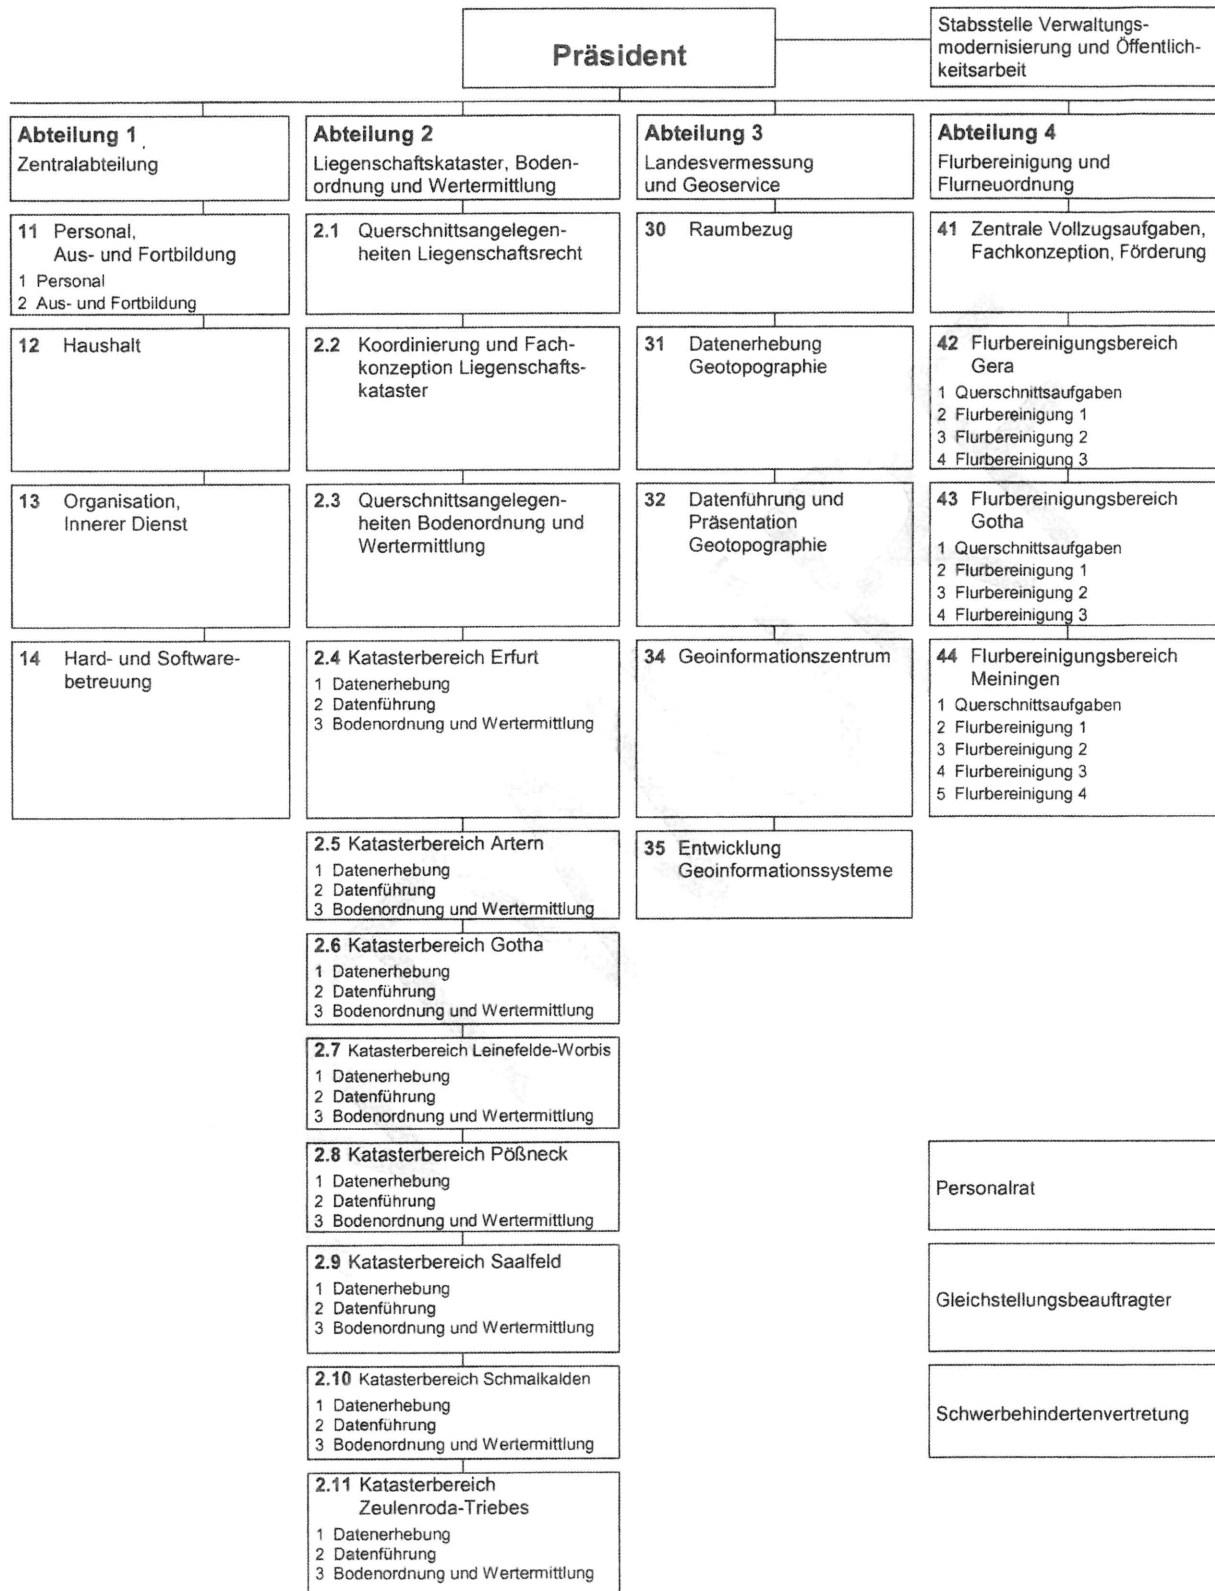 Präsident
Stabsstelle Verwaltungs-
modernisierung und Öffentlich-
keitsarbeit
Abteilung 1
Zentralabteilung
11 Personal,
Aus- und Fortbildung
1 Personal
2 Aus- und Fortbildung
12 Haushalt
13 Organisation,
Innerer Dienst
14 Hard- und Software-
betreuung
Abteilung 2
Liegenschaftskataster, Boden-
ordnung und Wertermittlung
2.1 Querschnittsangelegen-
heiten Liegenschaftsrecht
2.2 Koordinierung und Fach-
konzeption Liegenschafts-
kataster
2.3 Querschnittsangelegen-
heiten Bodenordnung und
Wertermittlung
2.4 Katasterbereich Erfurt
1 Datenerhebung
2 Datenführung
3 Bodenordnung und Wertermittlung
2.5 Katasterbereich Artern
1 Datenerhebung
2 Datenführung
3 Bodenordnung und Wertermittlung
2.6 Katasterbereich Gotha
1 Datenerhebung
2 Datenführung
3 Bodenordnung und Wertermittlung
2.7 Katasterbereich Leinefelde-Worbis
1 Datenerhebung
2 Datenführung
3 Bodenordnung und Wertermittlung
2.8 Katasterbereich Pößneck
1 Datenerhebung
2 Datenführung
3 Bodenordnung und Wertermittlung
2.9 Katasterbereich Saalfeld
1 Datenerhebung
2 Datenführung
3 Bodenordnung und Wertermittlung
2.10 Katasterbereich Schmalkalden
1 Datenerhebung
2 Datenführung
3 Bodenordnung und Wertermittlung
2.11 Katasterbereich
Zeulenroda-Triebes
1 Datenerhebung
2 Datenführung
3 Bodenordnung und Wertermittlung
Abteilung 3
Landesvermessung
und Geoservice
30 Raumbezug
31 Datenerhebung
Geotopographie
32 Datenführung und
Präsentation
Geotopographie
34 Geoinformationszentrum
35 Entwicklung
Geoinformationssysteme
Abteilung 4
Flurbereinigung und
Flurneuordnung
41 Zentrale Vollzugsaufgaben,
Fachkonzeption, Förderung
42 Flurbereinigungsbereich
Gera
1 Querschnittsaufgaben
2 Flurbereinigung 1
3 Flurbereinigung 2
4 Flurbereinigung 3
43 Flurbereinigungsbereich
Gotha
1 Querschnittsaufgaben
2 Flurbereinigung 1
3 Flurbereinigung 2
4 Flurbereinigung 3
44 Flurbereinigungsbereich
Meiningen
1 Querschnittsaufgaben
2 Flurbereinigung 1
3 Flurbereinigung 2
4 Flurbereinigung 3
5 Flurbereinigung 4
Personalrat
Gleichstellungsbeauftragter
Schwerbehindertenvertretung